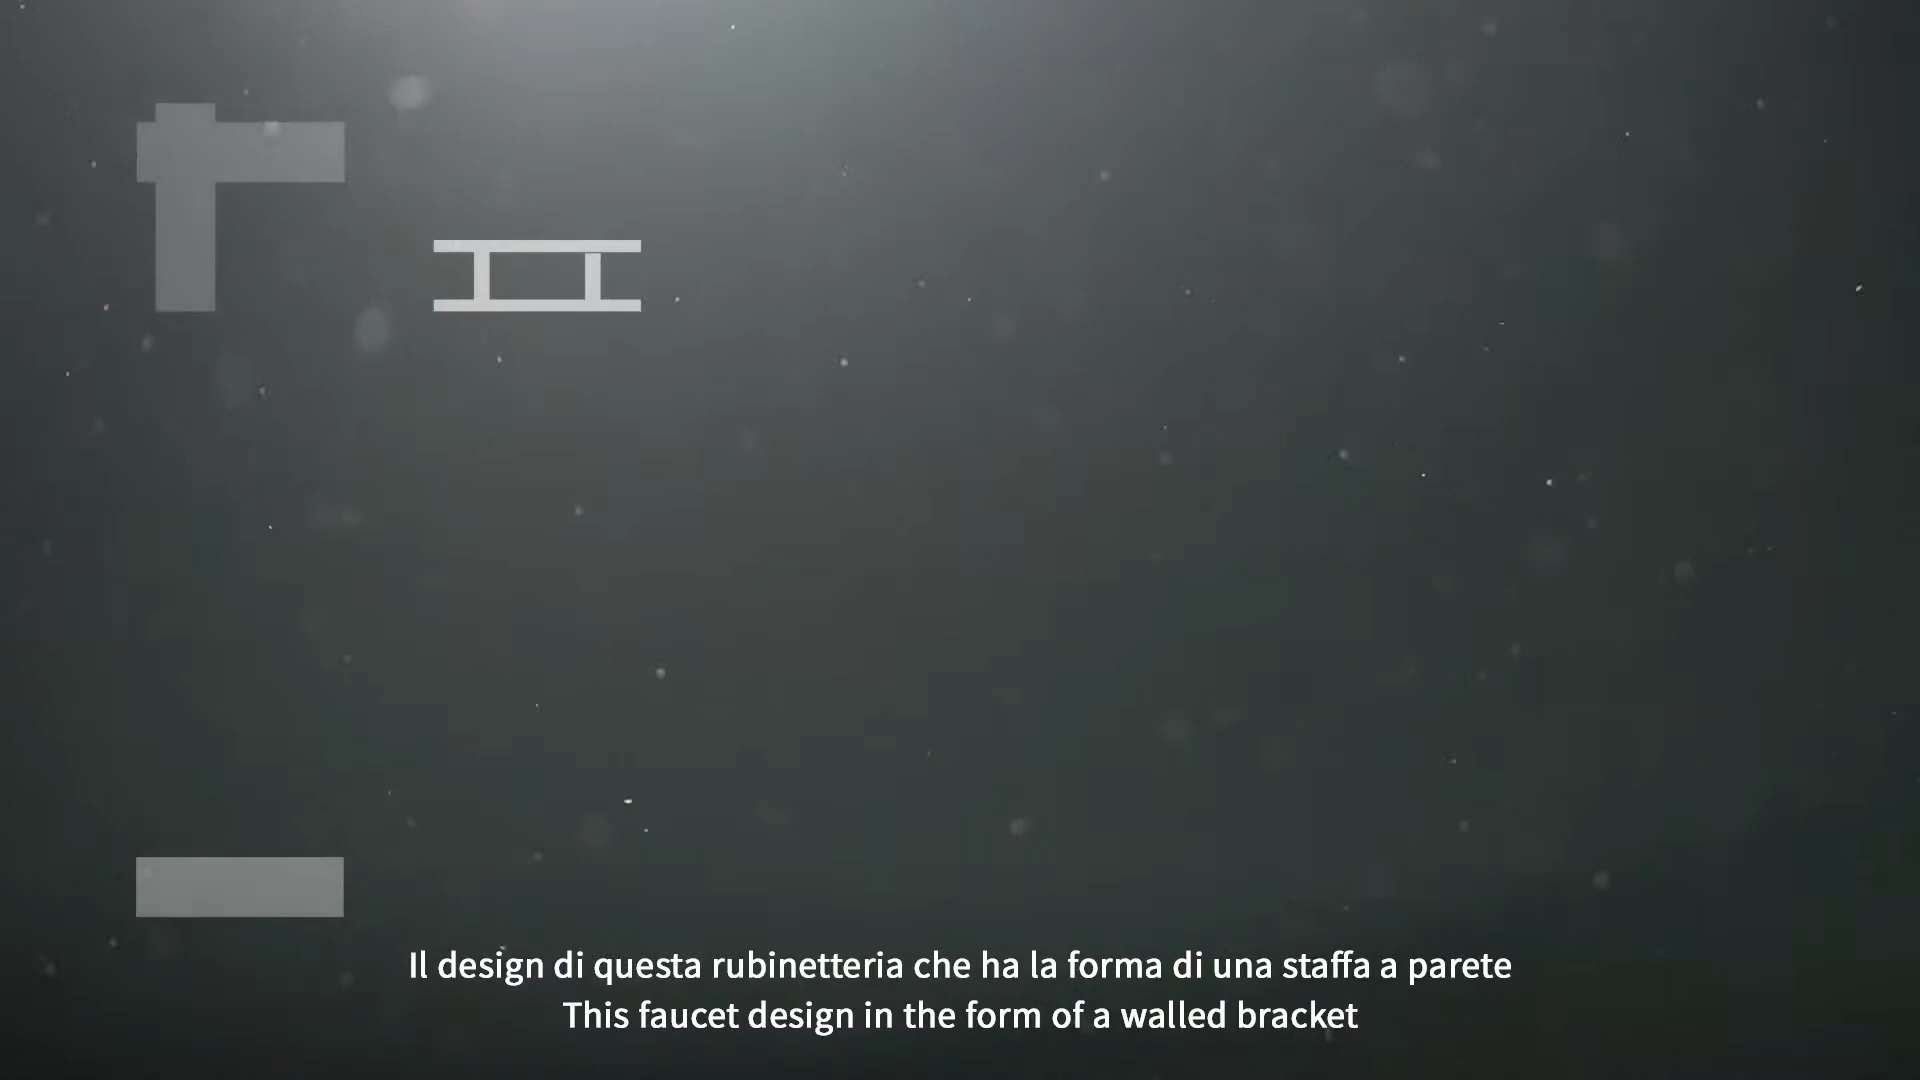 Il design di questa rubinetteria che ha la forma di una staffa a parete
This faucet design in the form of a walled bracket